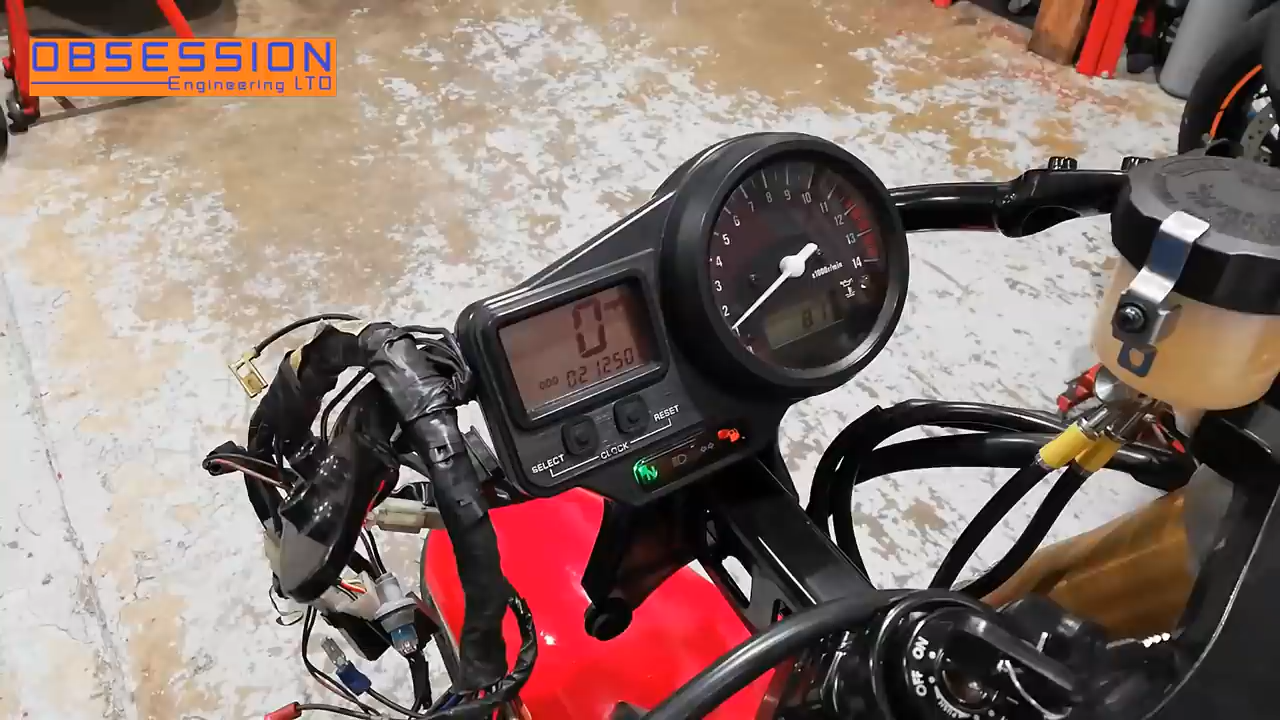 OBSESSION
Engineering LTD
1
2
3
4
5
6
7
8
9
10
11
12
13
14
x1000r/min
81
0
ODO 021250
SELECT
CLOCK
RESET
N
ON
OFF